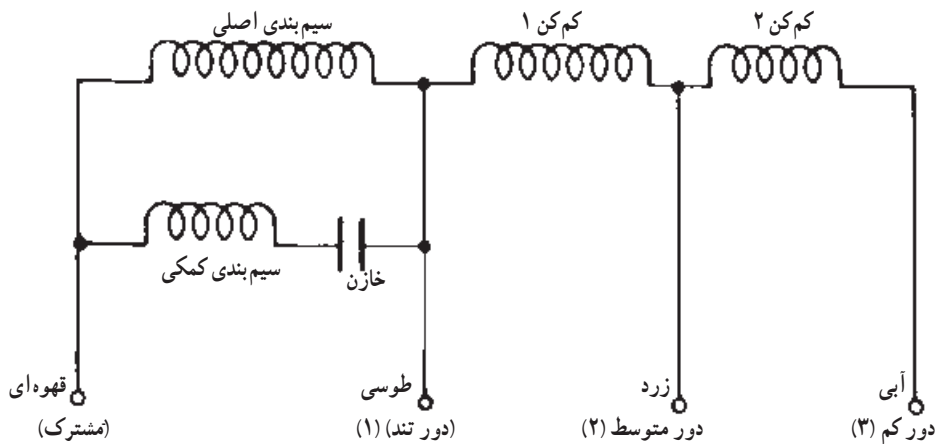 کم‌کن ۲
کم‌کن ۱
سیم‌بندی اصلی
سیم‌بندی کمکی
خازن
آبی
زرد
طوسی
قهوه‌ای
دور کم (۳)
دور متوسط (۲)
(دور تند) (۱)
(مشترک)